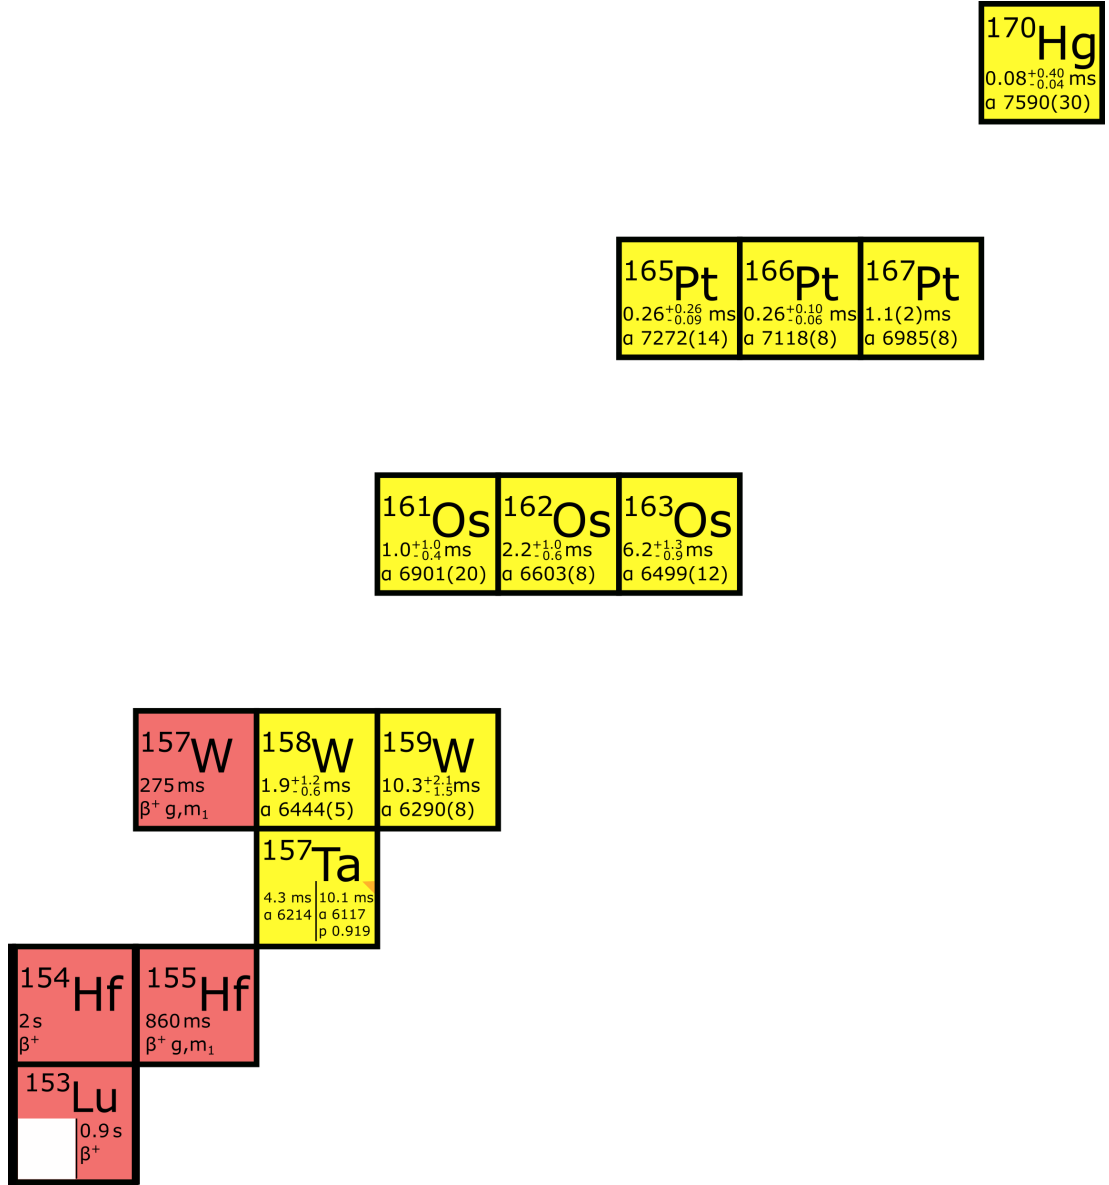 170Hg
0.08+0.40-0.04 ms
α 7590(30)
165Pt
0.26+0.26-0.09 ms
α 7272(14)
166Pt
0.26+0.10-0.06 ms
α 7118(8)
167Pt
1.1(2)ms
α 6985(8)
161Os
1.0+1.0-0.4 ms
α 6901(20)
162Os
2.2+1.0-0.6 ms
α 6603(8)
163Os
6.2+1.3-0.9 ms
α 6499(12)
157W
275 ms
β+ g,m1
158W
1.9+1.2-0.6 ms
α 6444(5)
159W
10.3+2.1-1.5 ms
α 6290(8)
157Ta
4.3 ms
α 6214
10.1 ms
α 6117
p 0.919
154Hf
2 s
β+
155Hf
860 ms
β+ g,m1
153Lu
0.9 s
β+